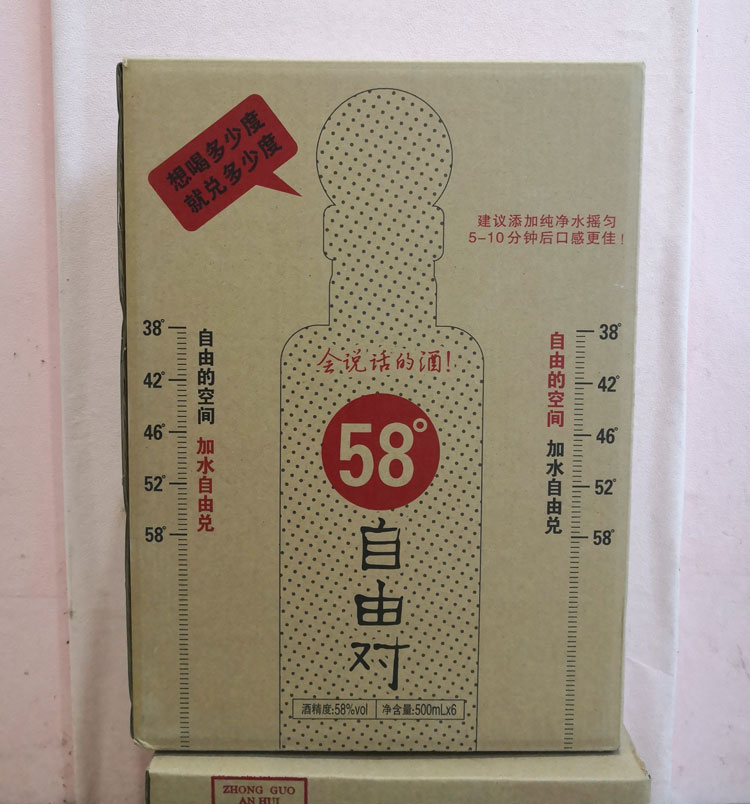 想喝多少度
就兑多少度
建议添加纯净水摇匀
5-10分钟后口感更佳！
38°
42°
46°
52°
58°
自由的空间 加水自由兑
会说话的酒！
58°
自由对
自由的空间 加水自由兑
38°
42°
46°
52°
58°
酒精度:58%vol 净含量:500mLx6
ZHONG GUO
AN HUI